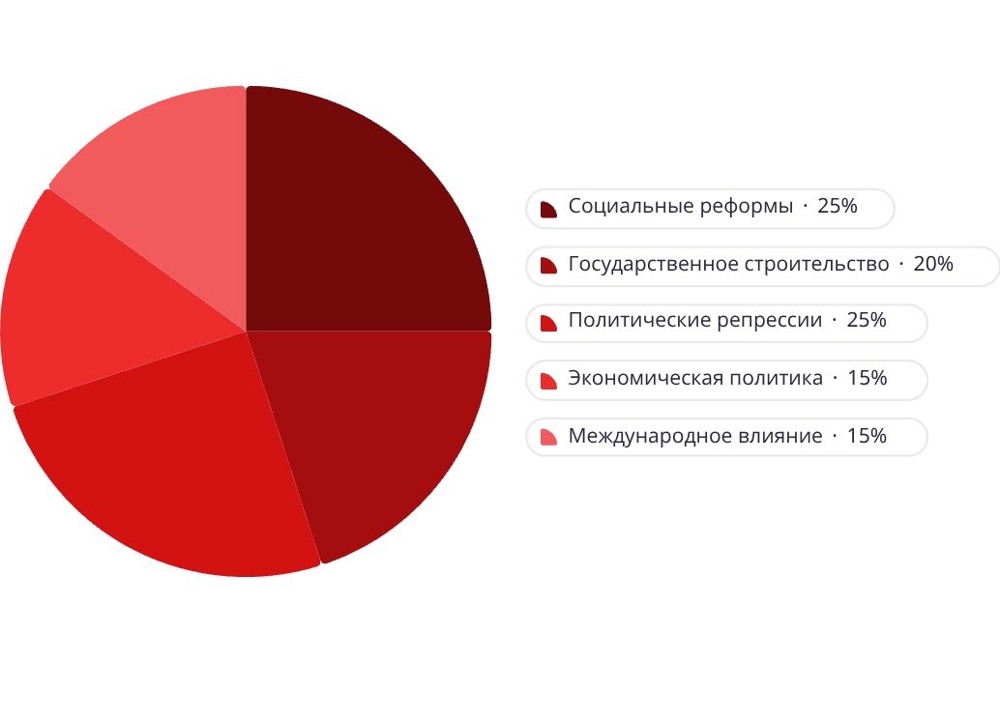 Социальные реформы · 25%
Государственное строительство · 20%
Политические репрессии · 25%
Экономическая политика · 15%
Международное влияние · 15%